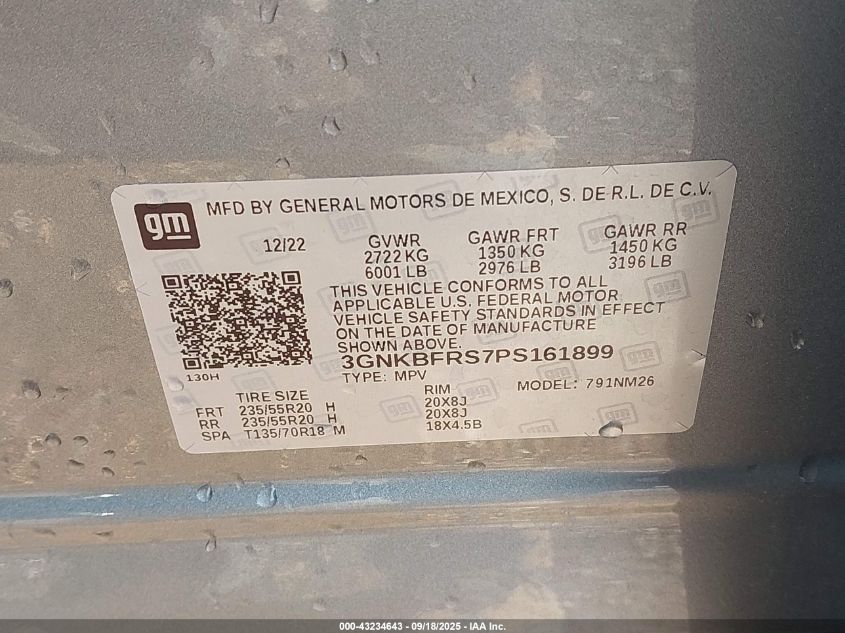 gm MFD BY GENERAL MOTORS DE MEXICO, S. DE R.L. DE C.V.
12/22 GVWR GAWR FRT GAWR RR
2722 KG 1350 KG 1450 KG
6001 LB 2976 LB 3196 LB
THIS VEHICLE CONFORMS TO ALL
APPLICABLE U.S. FEDERAL MOTOR
VEHICLE SAFETY STANDARDS IN EFFECT
ON THE DATE OF MANUFACTURE
SHOWN ABOVE.
3GNKBFRS7PS161899
130H
TYPE: MPV MODEL: 791NM26
TIRE SIZE RIM
FRT 235/55R20 H 20X8J
RR 235/55R20 H 20X8J
SPA T135/70R18 M 18X4.5B
000-43234643 - 09/18/2025 - IAA Inc.